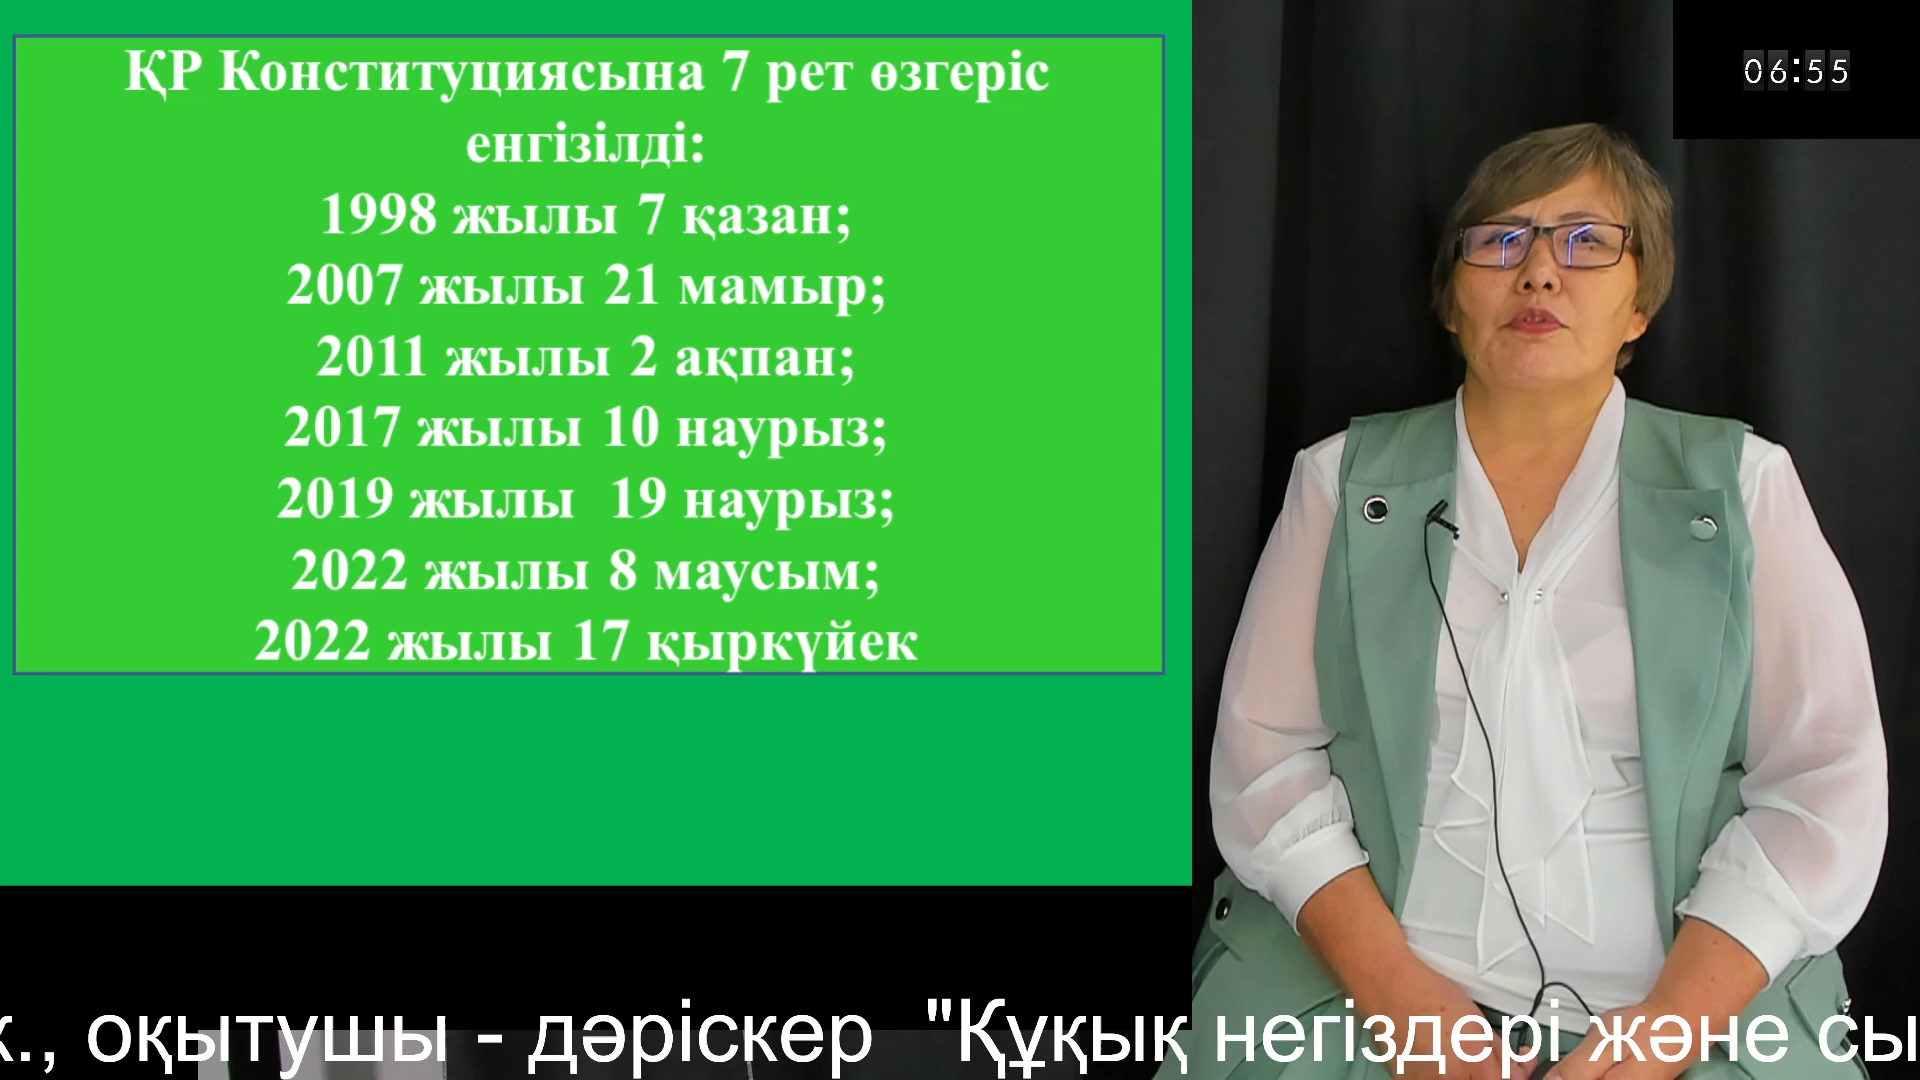 ҚР Конституциясына 7 рет өзгеріс
енгізілді:
1998 жылы 7 қазан;
2007 жылы 21 мамыр;
2011 жылы 2 ақпан;
2017 жылы 10 наурыз;
2019 жылы 19 наурыз;
2022 жылы 8 маусым;
2022 жылы 17 қыркүйек
06:55
к., оқытушы - дәріскер "Құқық негіздері және сы